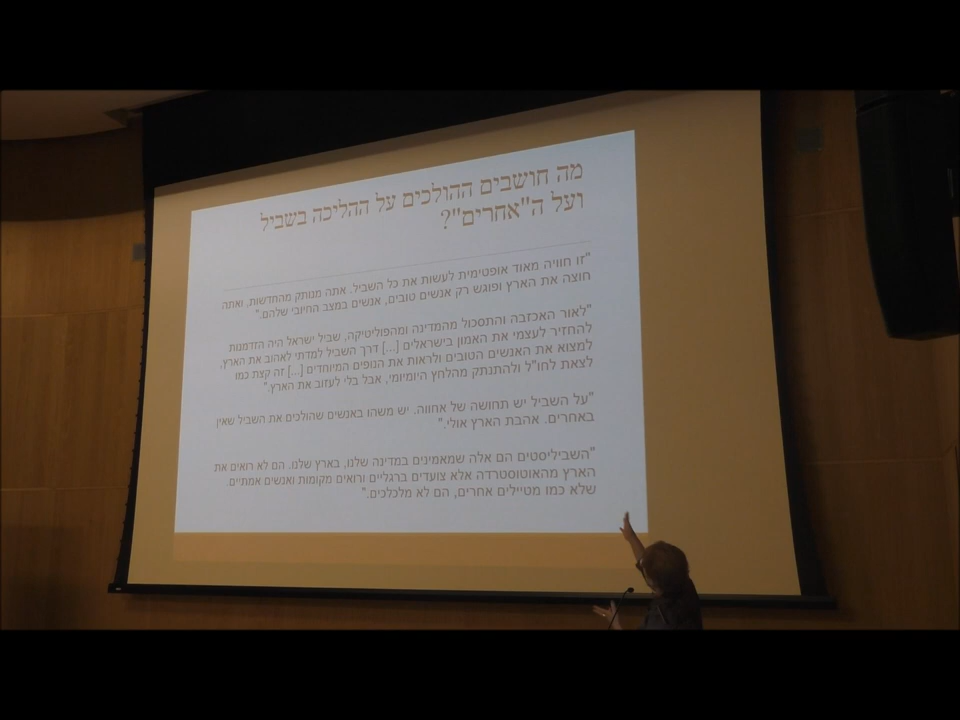 מה חושבים ההולכים על ההליכה בשביל
ועל ה"אחרים"?
"זו חוויה מאוד אופטימית לעשות את כל השביל. אתה מנותק מהחדשות, ואתה
חוצה את הארץ ופוגש רק אנשים טובים, אנשים במצב החיובי שלהם."
"לאור האכזבה והתסכול מהמדינה ומהפוליטיקה, שביל ישראל היה הזדמנות
להחזיר לעצמי את האמון בישראלים [...] דרך השביל למדתי לאהוב את הארץ,
למצוא את האנשים הטובים ולראות את הנופים המיוחדים [...] זה קצת כמו
לצאת לחו"ל ולהתנתק מהלחץ היומיומי, אבל בלי לעזוב את הארץ."
"על השביל יש תחושה של אחווה. יש משהו באנשים שהולכים את השביל שאין
באחרים. אהבת הארץ אולי."
"השביליסטים הם אלה שמאמינים במדינה שלנו, בארץ שלנו. הם לא רואים את
הארץ מהאוטוסטרדה אלא צועדים ברגליים ורואים מקומות ואנשים אמתיים.
שלא כמו מטיילים אחרים, הם לא מלכלכים."